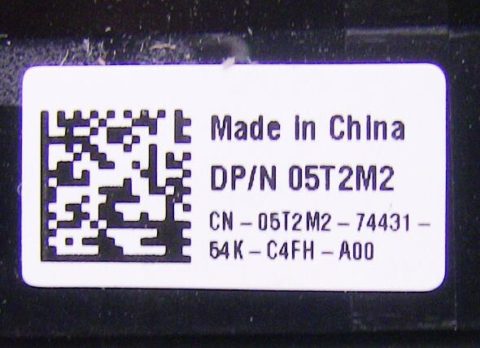 Made in China
DP/N 05T2M2
CN - 05T2M2 - 74431 -
54K - C4FH - A00